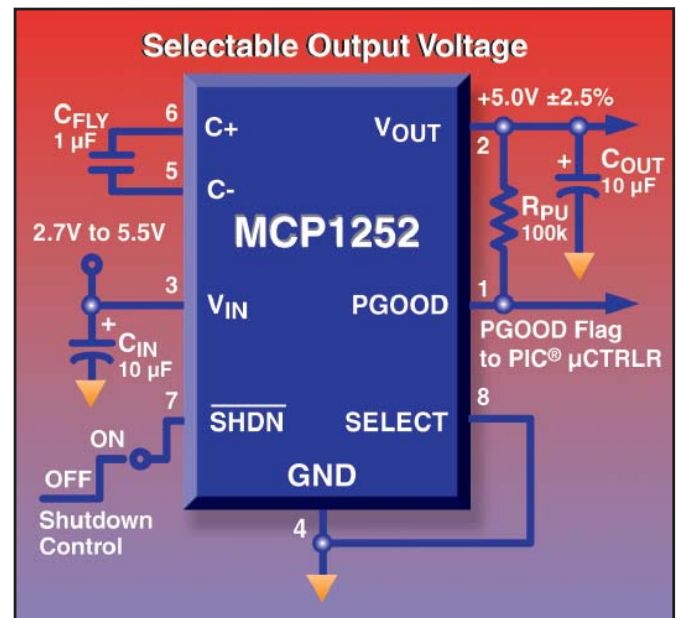 Selectable Output Voltage
CFLY
1 µF
6
C+
5
C-
2.7V to 5.5V
3
VIN
+
CIN
10 µF
7
SHDN
ON
OFF
Shutdown
Control
MCP1252
VOUT
+5.0V ±2.5%
2
+
COUT
10 µF
RPU
100k
PGOOD
1
PGOOD Flag
to PIC® µCTRLR
SELECT
8
GND
4